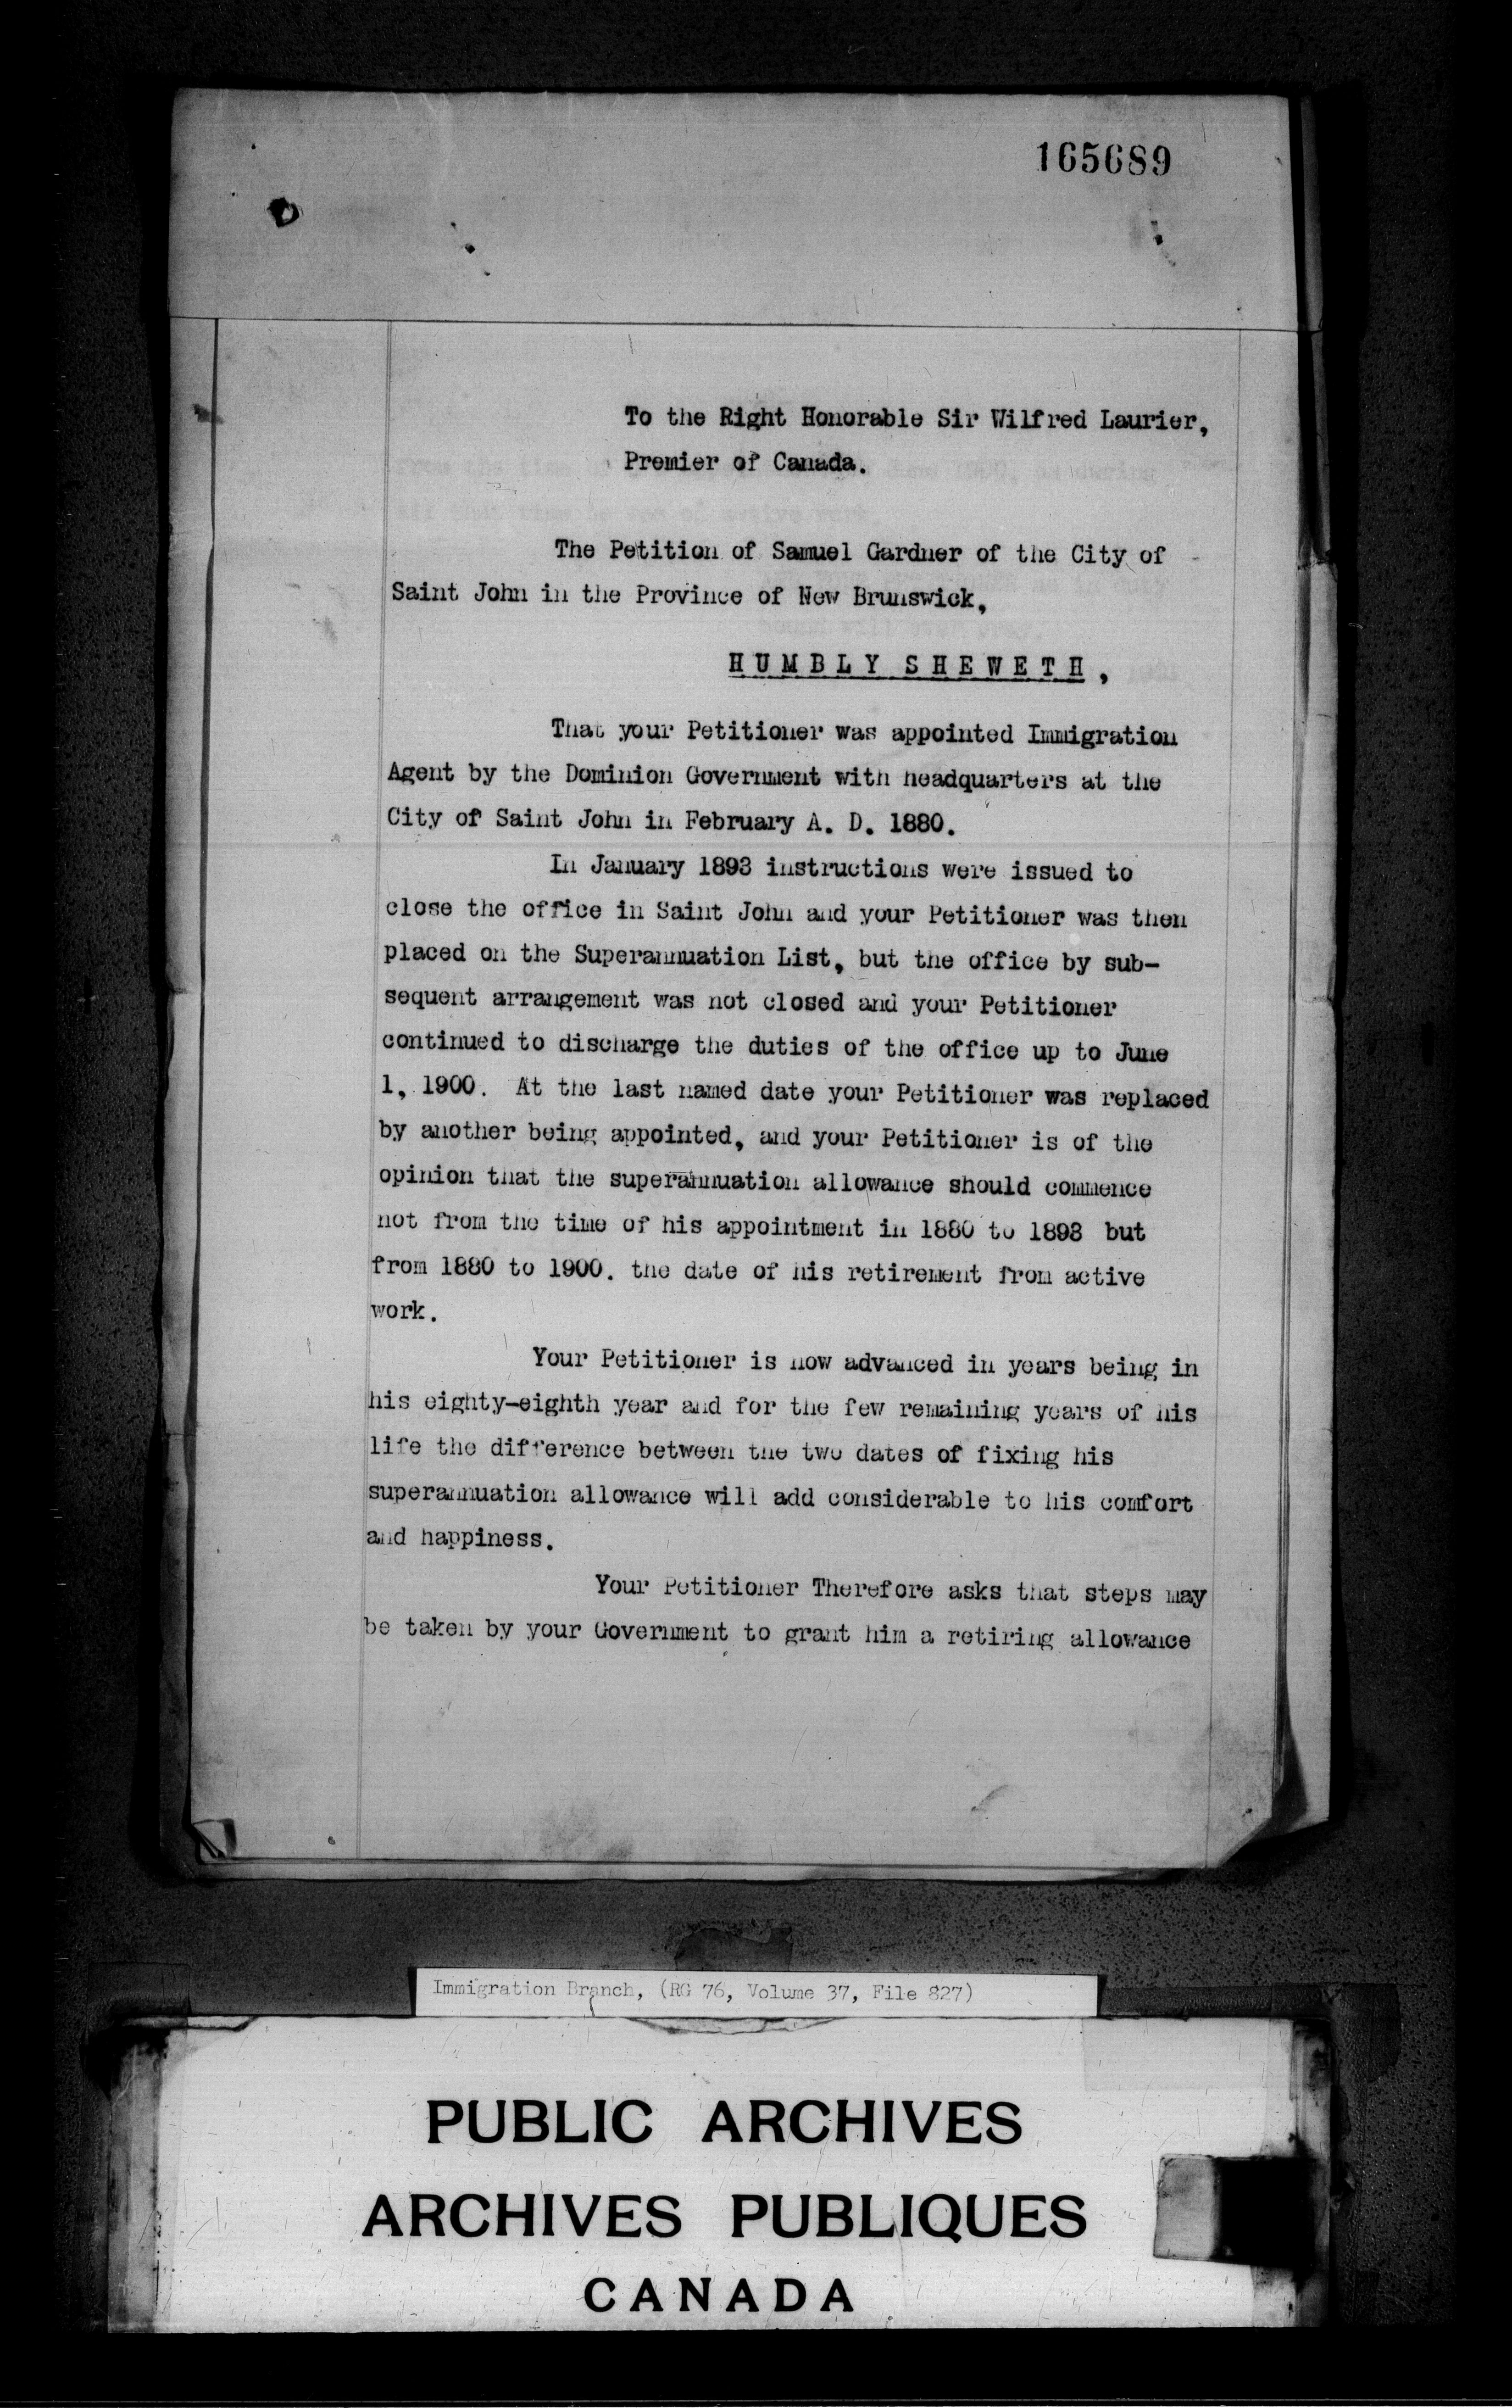 165689
To the Right Honorable Sir Wilfred Laurier,
Premier of Canada.
The Petition of Samuel Gardner of the City of
Saint John in the Province of New Brunswick,
HUMBLY SHEWETH,
That your Petitioner was appointed Immigration
Agent by the Dominion Government with headquarters at the
City of Saint John in February A. D. 1880.
In January 1893 instructions were issued to
close the office in Saint John and your Petitioner was then
placed on the Superannuation List, but the office by sub-
sequent arrangement was not closed and your Petitioner
continued to discharge the duties of the office up to June
1, 1900. At the last named date your Petitioner was replaced
by another being appointed, and your Petitioner is of the
opinion that the superannuation allowance should commence
not from the time of his appointment in 1880 to 1893 but
from 1880 to 1900. the date of his retirement from active
work.
Your Petitioner is now advanced in years being in
his eighty-eighth year and for the few remaining years of his
life the difference between the two dates of fixing his
superannuation allowance will add considerable to his comfort
and happiness.
Your Petitioner Therefore asks that steps may
be taken by your Government to grant him a retiring allowance
Immigration Branch, (RG 76, Volume 37, File 827)
PUBLIC ARCHIVES
ARCHIVES PUBLIQUES
CANADA